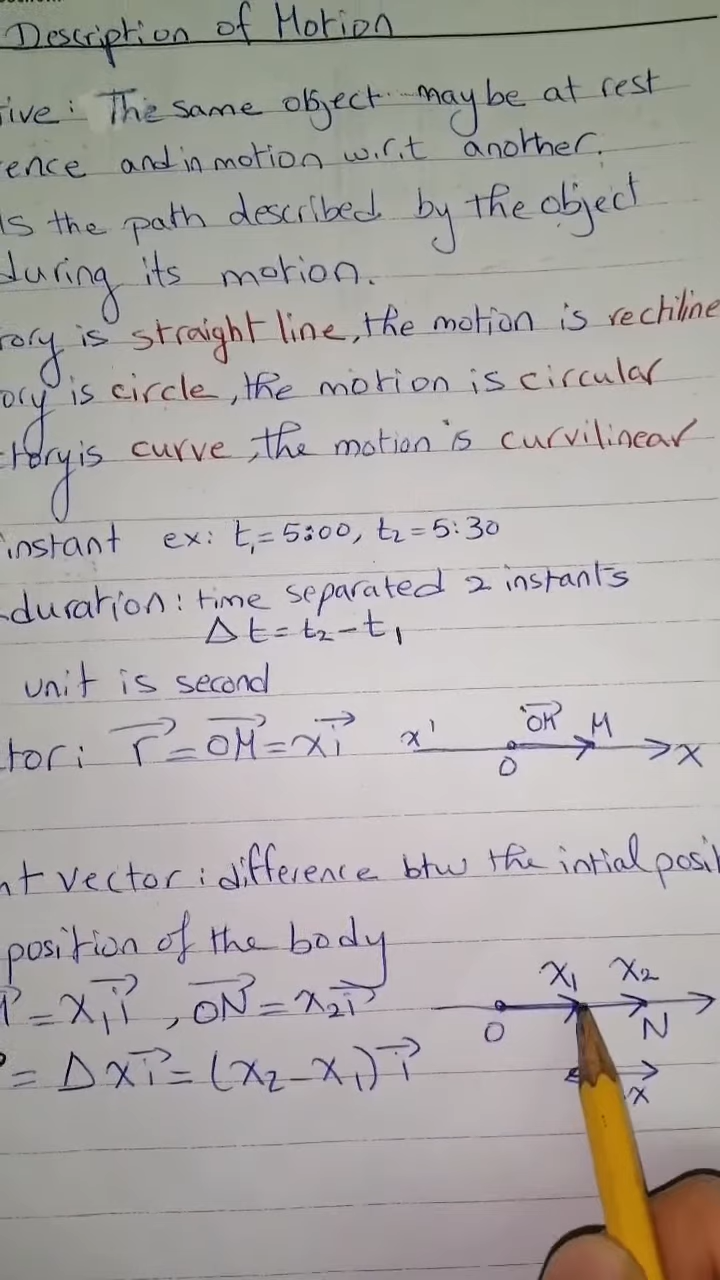 Description of Motion
ive: The same object may be at rest
ence and in motion w.r.t another.
is the path described by the object
during its motion.
ory is straight line, the motion is rectiline
ory is circle, the motion is circular
tory is curve, the motion is curvilinear
instant ex: t₁=5:00, t₂=5:30
duration: time separated 2 instants
Δt = t₂-t₁
unit is second
tor: r⃗ = OM⃗ = xi⃗
x' O OM⃗ M x
nt vector: difference btw the intial posit
position of the body
= x₁i⃗, ON⃗ = x₂i⃗
x₁ x₂
O N
= Δxi⃗ = (x₂-x₁)i⃗
x